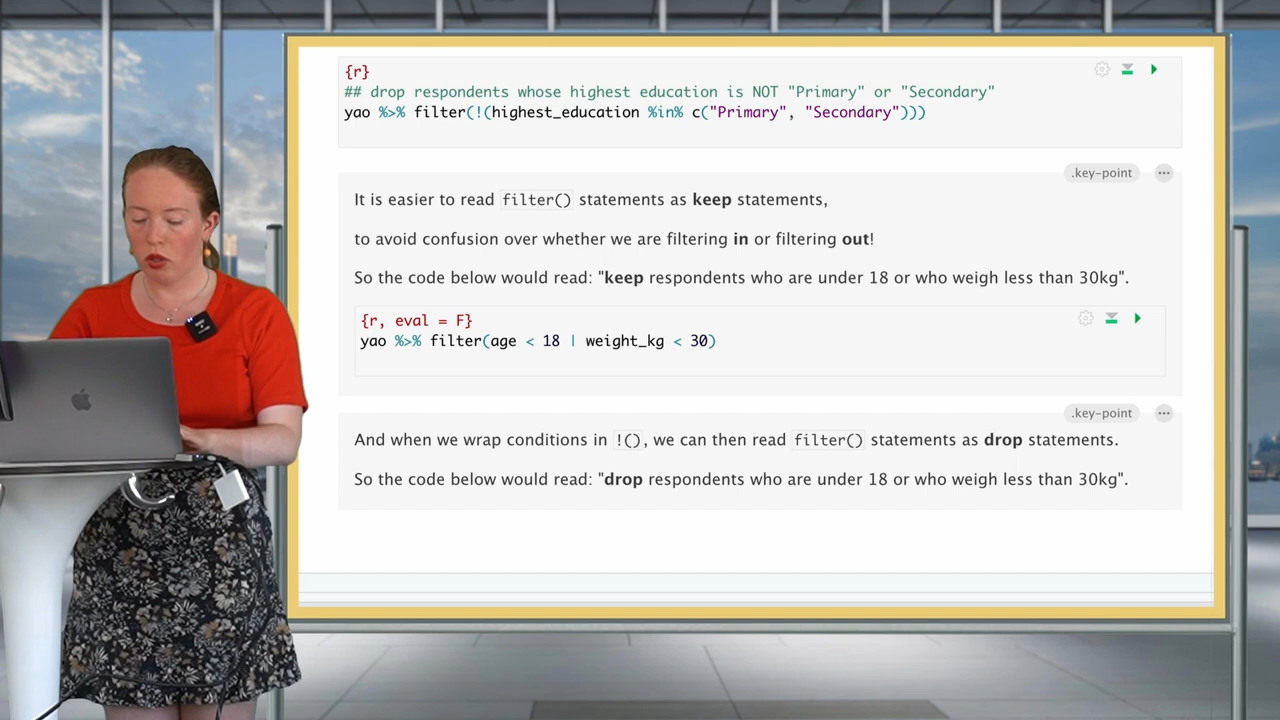 {r}
## drop respondents whose highest education is NOT "Primary" or "Secondary"
yao %>% filter(!(highest_education %in% c("Primary", "Secondary")))
.key-point
It is easier to read filter() statements as keep statements,
to avoid confusion over whether we are filtering in or filtering out!
So the code below would read: "keep respondents who are under 18 or who weigh less than 30kg".
{r, eval = F}
yao %>% filter(age < 18 | weight_kg < 30)
.key-point
And when we wrap conditions in !(), we can then read filter() statements as drop statements.
So the code below would read: "drop respondents who are under 18 or who weigh less than 30kg".